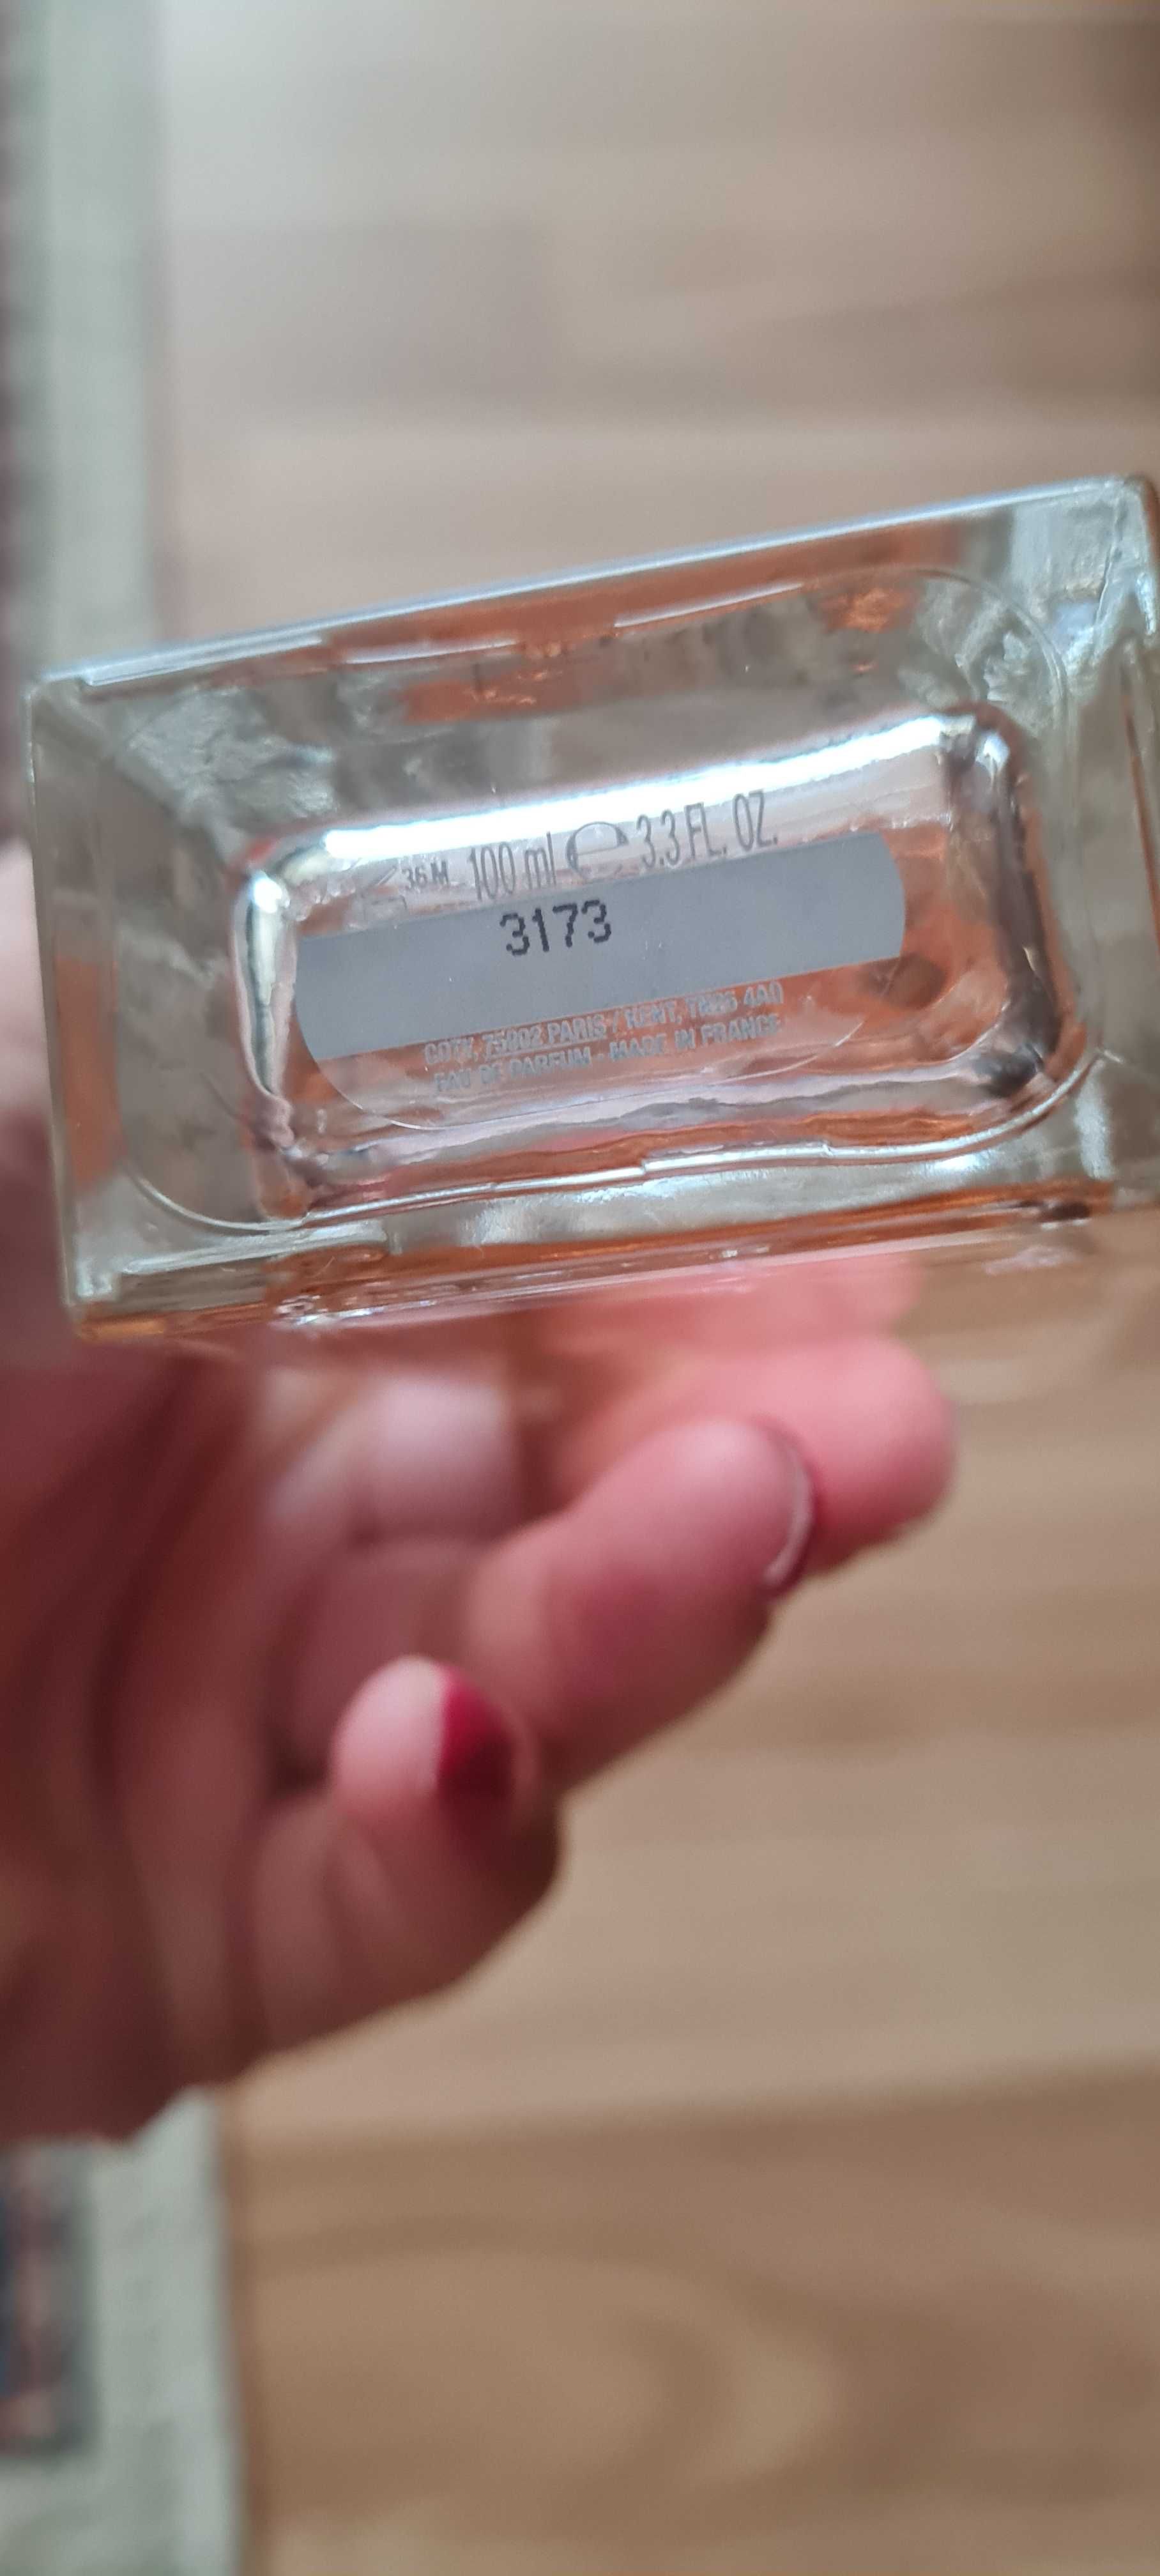 36 M 100 ml ℮ 3.3 FL. OZ.
3173
COTY, 75002 PARIS / KENT, TN25 4AQ
EAU DE PARFUM - MADE IN FRANCE